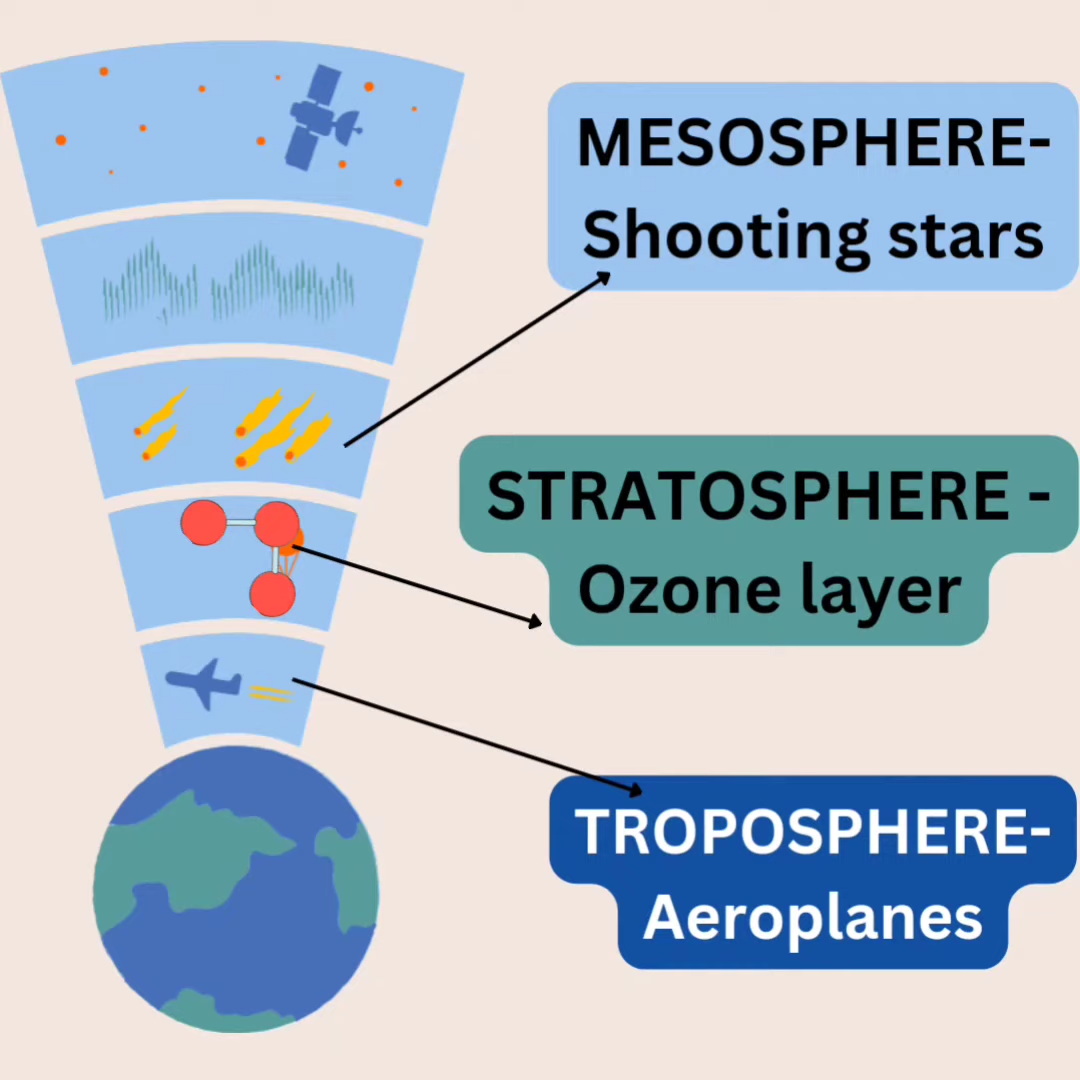 MESOSPHERE-
Shooting stars
STRATOSPHERE -
Ozone layer
TROPOSPHERE-
Aeroplanes